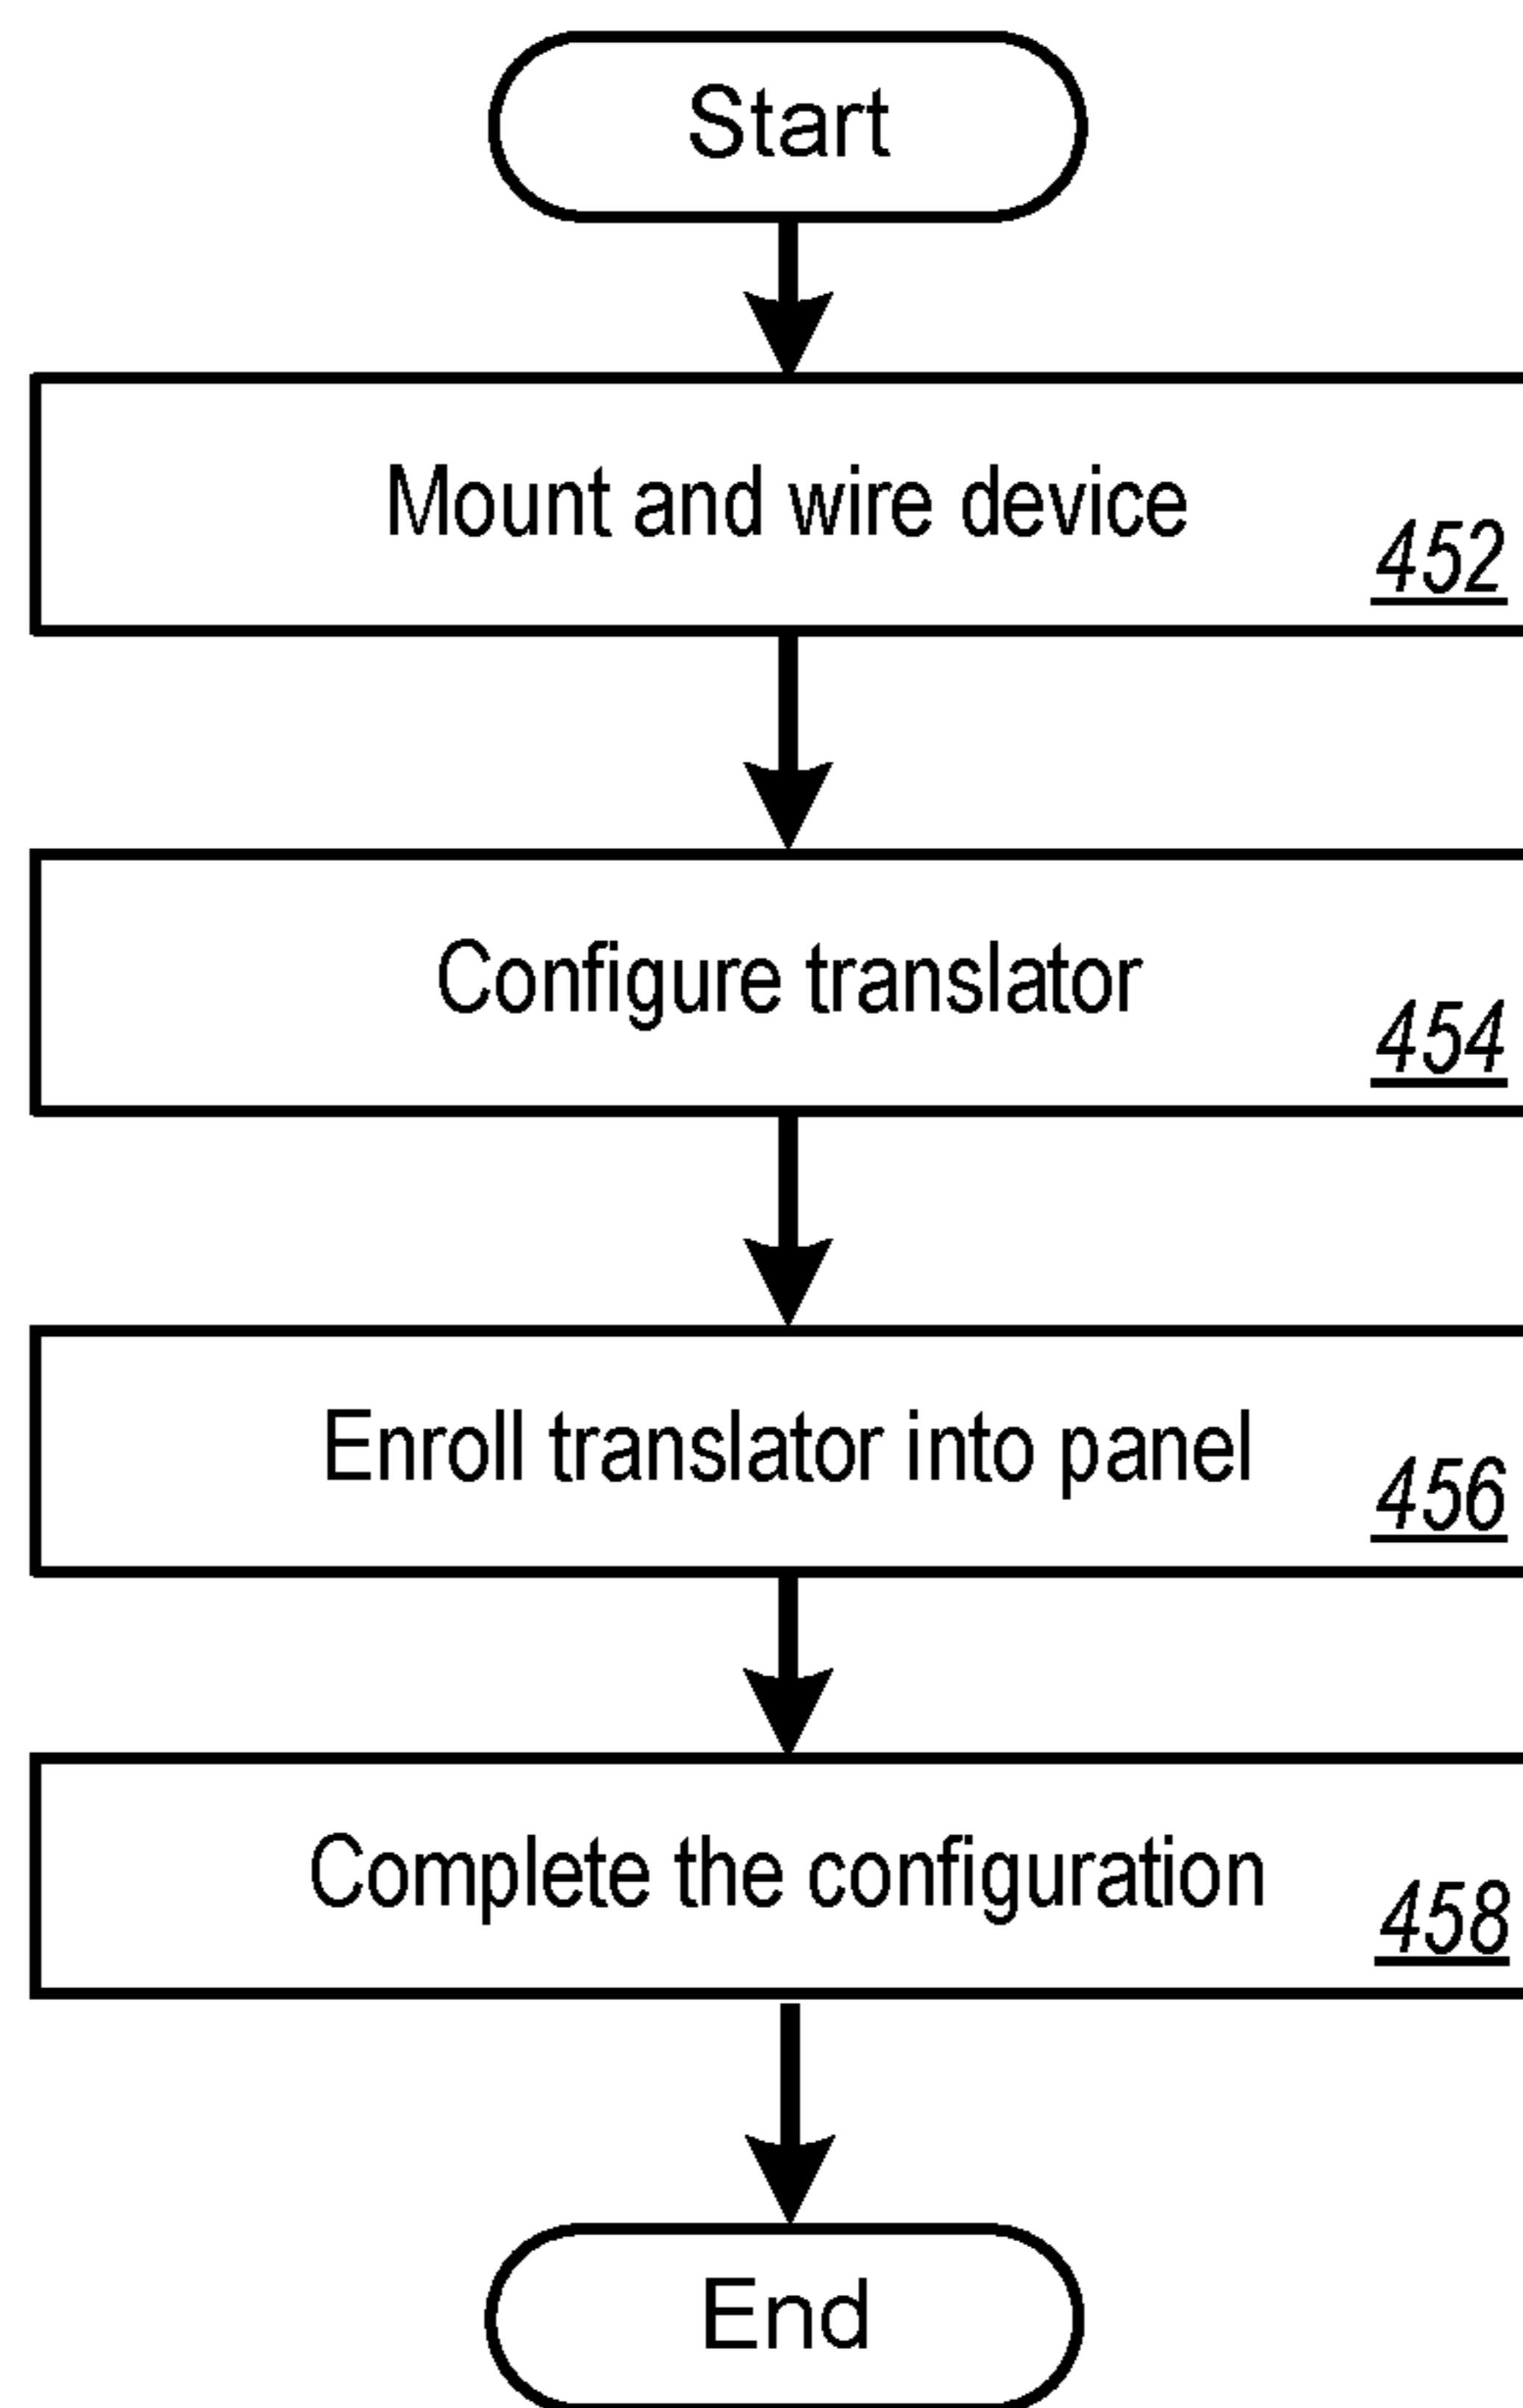 Start
Mount and wire device
452
Configure translator
454
Enroll translator into panel
456
Complete the configuration
458
End